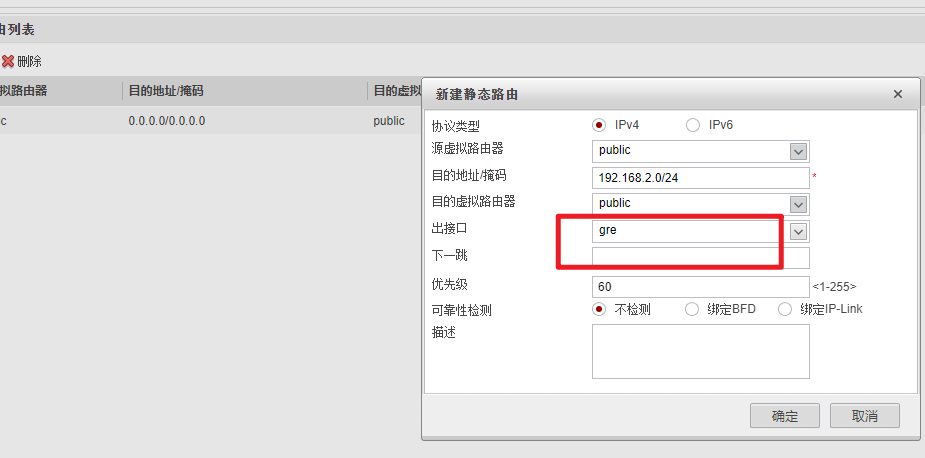 由列表
删除
拟路由器 目的地址/掩码 目的虚拟
c 0.0.0.0/0.0.0.0 public
新建静态路由
协议类型 IPv4 IPv6
源虚拟路由器 public
目的地址/掩码 192.168.2.0/24 *
目的虚拟路由器 public
出接口 gre
下一跳
优先级 60 <1-255>
可靠性检测 不检测 绑定BFD 绑定IP-Link
描述
确定 取消